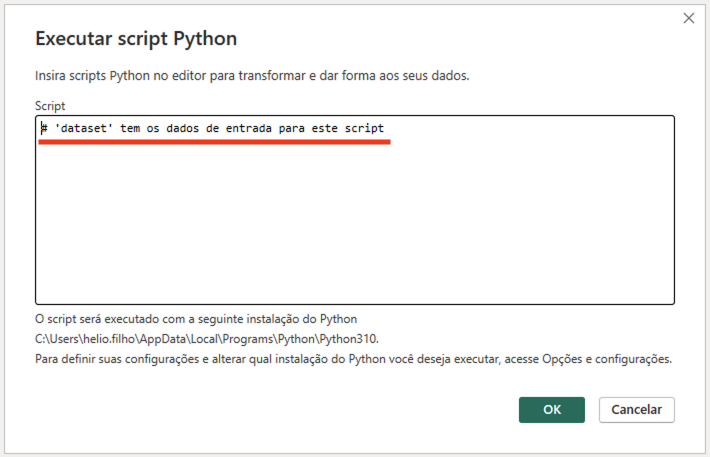 Executar script Python
Insira scripts Python no editor para transformar e dar forma aos seus dados.
Script
# 'dataset' tem os dados de entrada para este script
O script será executado com a seguinte instalação do Python
C:\Users\helio.filho\AppData\Local\Programs\Python\Python310.
Para definir suas configurações e alterar qual instalação do Python você deseja executar, acesse Opções e configurações.
OK
Cancelar